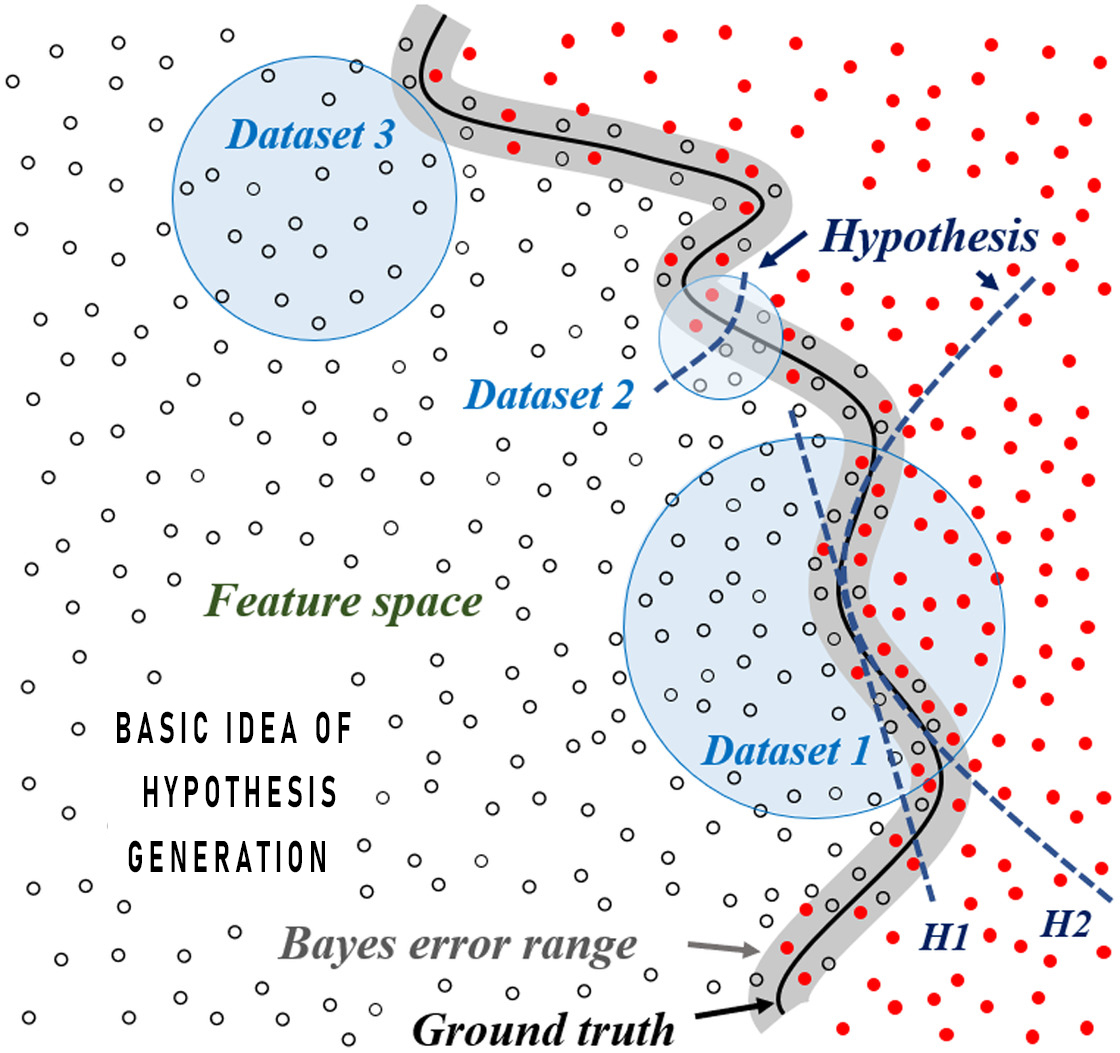 Dataset 3
Hypothesis
Dataset 2
Feature space
BASIC IDEA OF
HYPOTHESIS
GENERATION
Dataset 1
H1
H2
Bayes error range
Ground truth